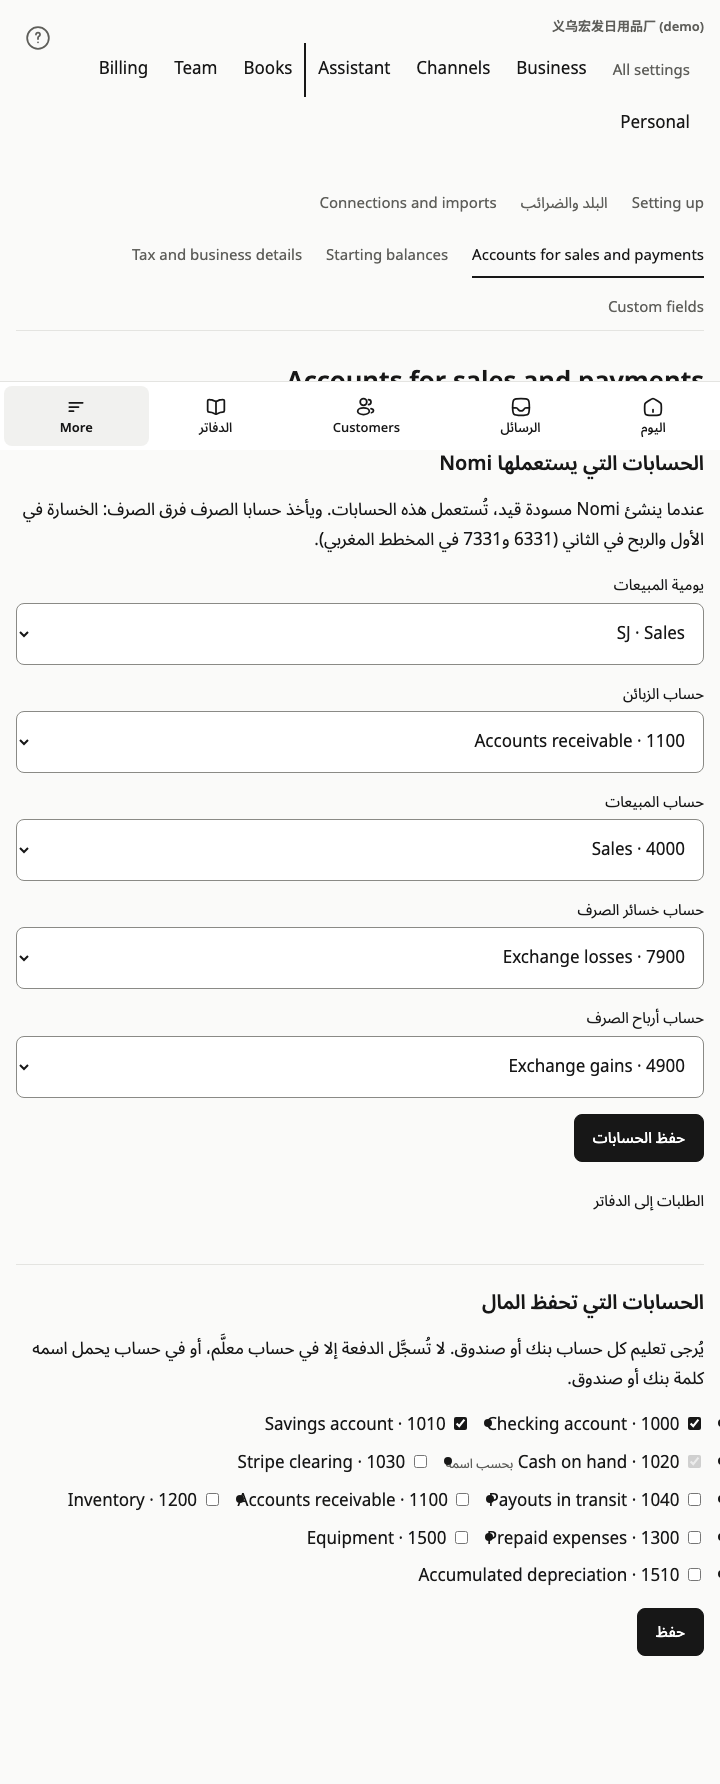 义乌宏发日用品厂 (demo)
All settings Business Channels Assistant Books Team Billing
Personal
Setting up البلد والضرائب Connections and imports
Accounts for sales and payments Starting balances Tax and business details
Custom fields
Accounts for sales and payments
اليوم الرسائل Customers الدفاتر More
الحسابات التي يستعملها Nomi
عندما ينشئ Nomi مسودة قيد، تُستعمل هذه الحسابات. ويأخذ حسابا الصرف فرق الصرف: الخسارة في
الأول والربح في الثاني (6331 و7331 في المخطط المغربي).
يومية المبيعات
SJ · Sales
حساب الزبائن
1100 · Accounts receivable
حساب المبيعات
4000 · Sales
حساب خسائر الصرف
7900 · Exchange losses
حساب أرباح الصرف
4900 · Exchange gains
حفظ الحسابات
الطلبات إلى الدفاتر
الحسابات التي تحفظ المال
يُرجى تعليم كل حساب بنك أو صندوق. لا تُسجَّل الدفعة إلا في حساب معلَّم، أو في حساب يحمل اسمه
كلمة بنك أو صندوق.
1000 · Checking account 1010 · Savings account
1020 · Cash on hand بحسب اسمه 1030 · Stripe clearing
1040 · Payouts in transit 1100 · Accounts receivable 1200 · Inventory
1300 · Prepaid expenses 1500 · Equipment
1510 · Accumulated depreciation
حفظ